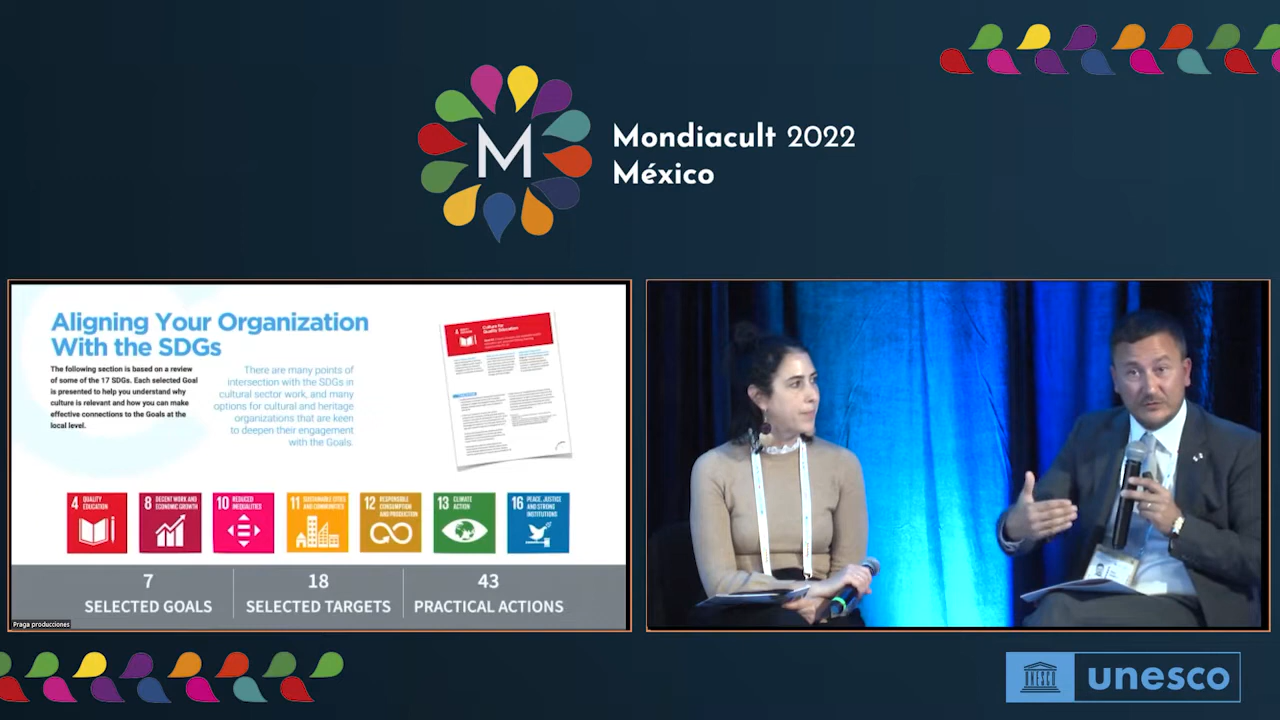 M
Mondiacult 2022
México
Aligning Your Organization
With the SDGs
The following section is based on a review
of some of the 17 SDGs. Each selected Goal
is presented to help you understand why
culture is relevant and how you can make
effective connections to the Goals at the
local level.
There are many points of
intersection with the SDGs in
cultural sector work, and many
options for cultural and heritage
organizations that are keen
to deepen their engagement
with the Goals.
4 QUALITY
EDUCATION
8 DECENT WORK AND
ECONOMIC GROWTH
10 REDUCED
INEQUALITIES
11 SUSTAINABLE CITIES
AND COMMUNITIES
12 RESPONSIBLE
CONSUMPTION
AND PRODUCTION
13 CLIMATE
ACTION
16 PEACE, JUSTICE
AND STRONG
INSTITUTIONS
7
SELECTED GOALS
18
SELECTED TARGETS
43
PRACTICAL ACTIONS
Praga producciones
UNESCO
unesco